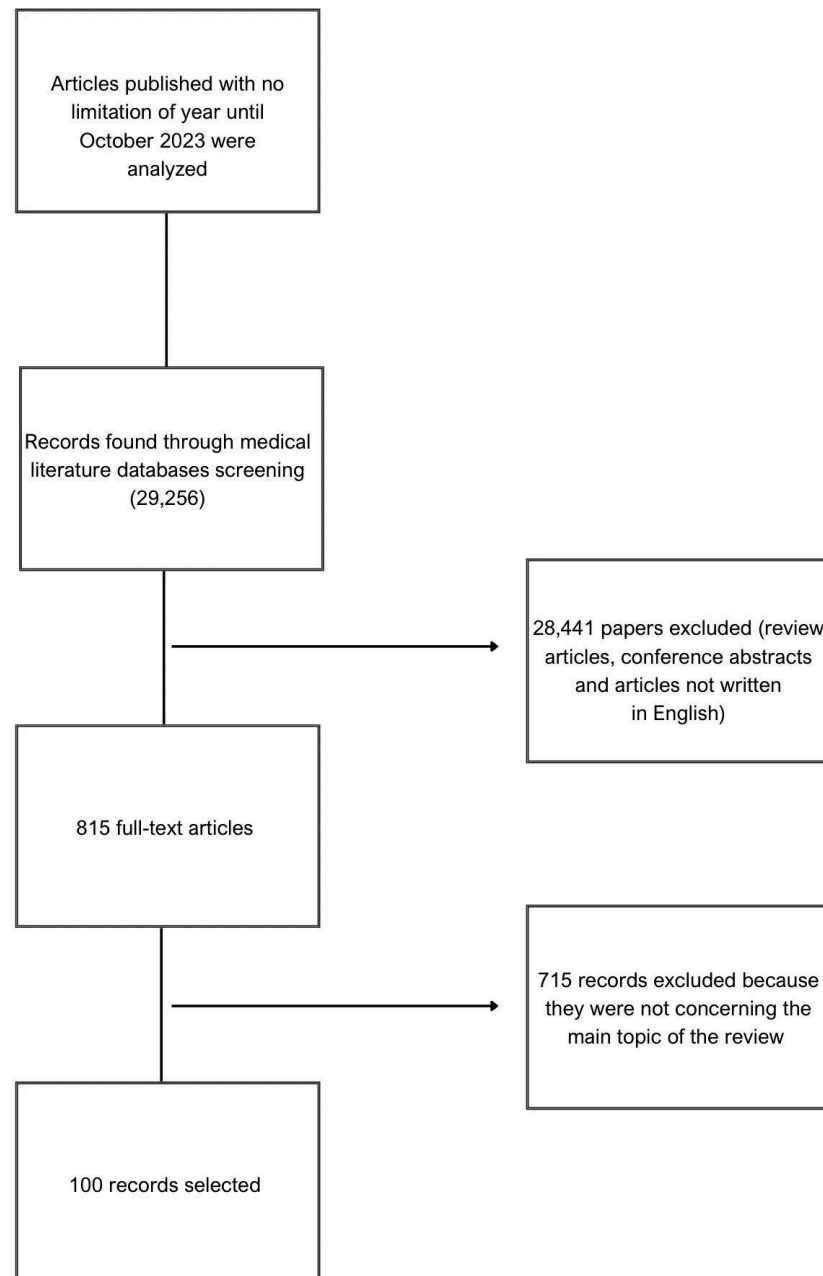 Articles published with no
limitation of year until
October 2023 were
analyzed
Records found through medical
literature databases screening
(29,256)
28,441 papers excluded (review
articles, conference abstracts
and articles not written
in English)
815 full-text articles
715 records excluded because
they were not concerning the
main topic of the review
100 records selected